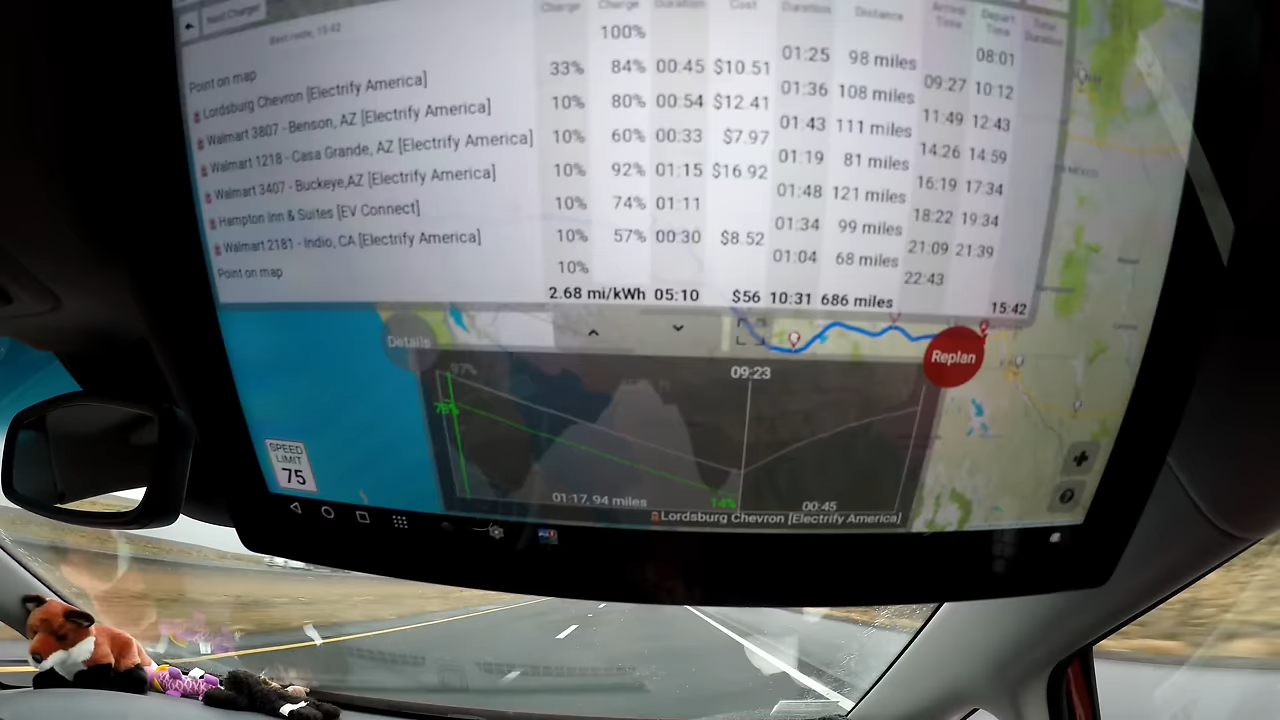 Next Charger
Charge Charge Duration Cost Duration Distance Arrival Time Depart Time Total Duration
Best route, 15:42
Point on map 100% 01:25 98 miles 08:01
Lordsburg Chevron [Electrify America] 33% 84% 00:45 $10.51 01:36 108 miles 09:27 10:12
Walmart 3807 - Benson, AZ [Electrify America] 10% 80% 00:54 $12.41 01:43 111 miles 11:49 12:43
Walmart 1218 - Casa Grande, AZ [Electrify America] 10% 60% 00:33 $7.97 01:19 81 miles 14:26 14:59
Walmart 3407 - Buckeye,AZ [Electrify America] 10% 92% 01:15 $16.92 01:48 121 miles 16:19 17:34
Hampton Inn & Suites [EV Connect] 10% 74% 01:11 01:34 99 miles 18:22 19:34
Walmart 2181 - Indio, CA [Electrify America] 10% 57% 00:30 $8.52 01:04 68 miles 21:09 21:39
Point on map 10% 22:43
2.68 mi/kWh 05:10 $56 10:31 686 miles 15:42
Details
Replan
97%
09:23
14%
01:17, 94 miles
00:45
Lordsburg Chevron [Electrify America]
SPEED
LIMIT
75